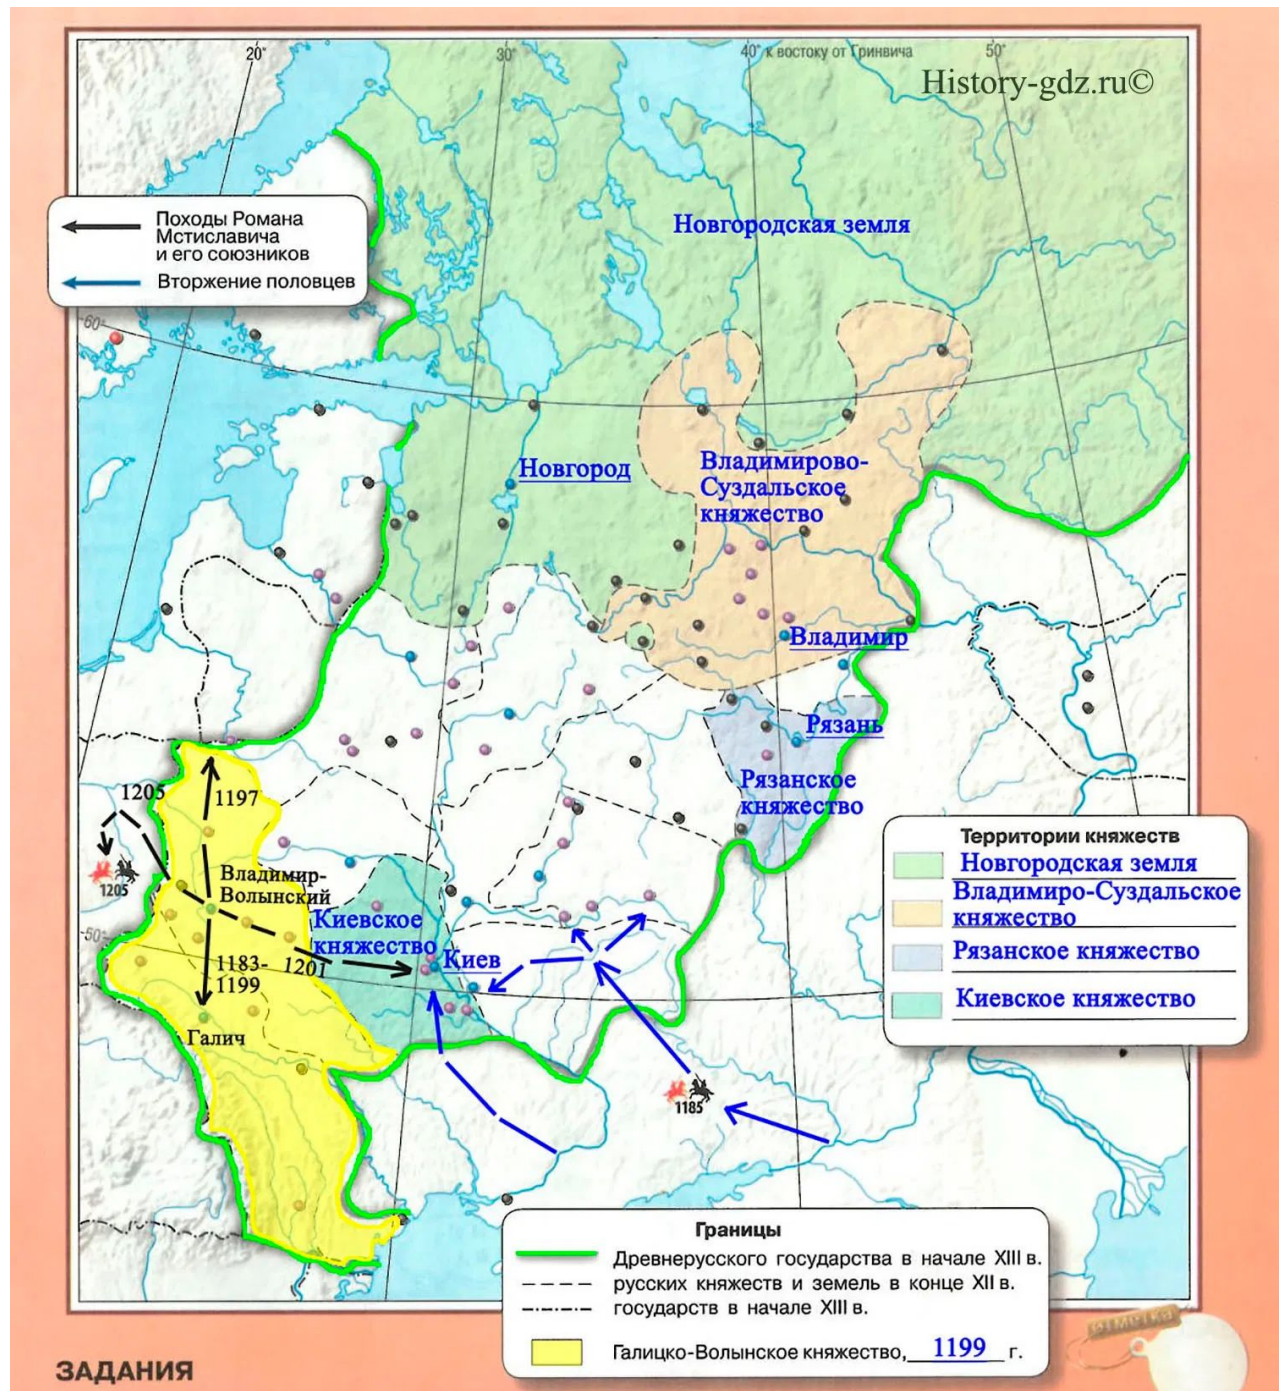 20°
30°
40° к востоку от Гринвича
50°
History-gdz.ru©
Походы Романа
Мстиславича
и его союзников
Вторжение половцев
Новгородская земля
60°
Новгород
Владимирово-
Суздальское
княжество
Владимир
Рязань
Рязанское
княжество
1205
1197
1205
Владимир-
Волынский
Киевское
княжество
50°
1183-
1199
1201
Киев
Галич
1185
Территории княжеств
Новгородская земля
Владимиро-Суздальское
княжество
Рязанское княжество
Киевское княжество
Границы
Древнерусского государства в начале XIII в.
русских княжеств и земель в конце XII в.
государств в начале XIII в.
Галицко-Волынское княжество, 1199 г.
отметка
ЗАДАНИЯ